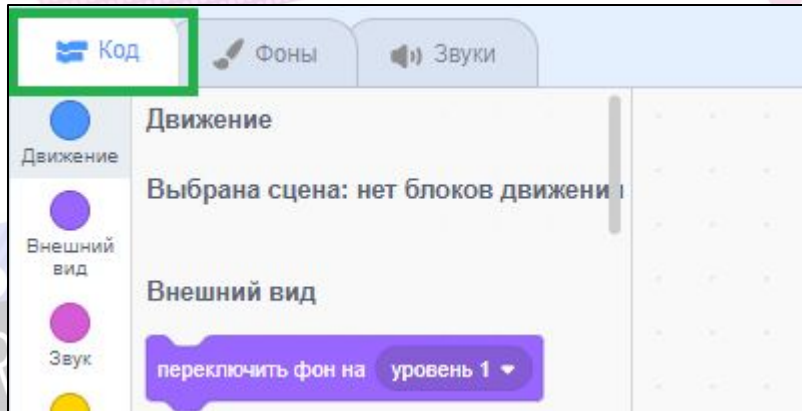 Код Фоны Звуки
Движение
Движение
Выбрана сцена: нет блоков движени
Внешний
вид
Внешний вид
Звук
переключить фон на уровень 1